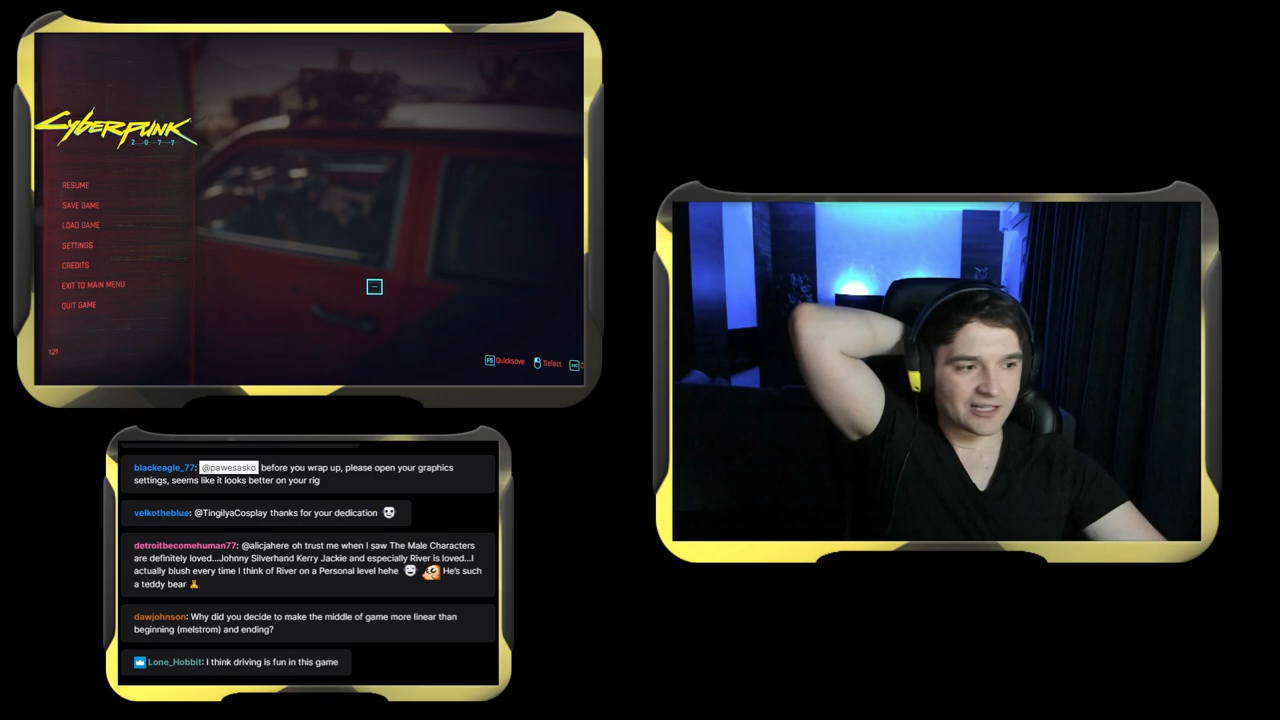 Cyberpunk
2077
RESUME
SAVE GAME
LOAD GAME
SETTINGS
CREDITS
EXIT TO MAIN MENU
QUIT GAME
1.21
F5 Quicksave Select
blackeagle_77: @pawesasko before you wrap up, please open your graphics
settings, seems like it looks better on your rig
velkotheblue: @TingilyaCosplay thanks for your dedication
detroitbecomehuman77: @alicjahere oh trust me when I saw The Male Characters
are definitely loved...Johnny Silverhand Kerry Jackie and especially River is loved...I
actually blush every time I think of River on a Personal level hehe He's such
a teddy bear 🧸
dawjohnson: Why did you decide to make the middle of game more linear than
beginning (melstrom) and ending?
Lone_Hobbit: I think driving is fun in this game